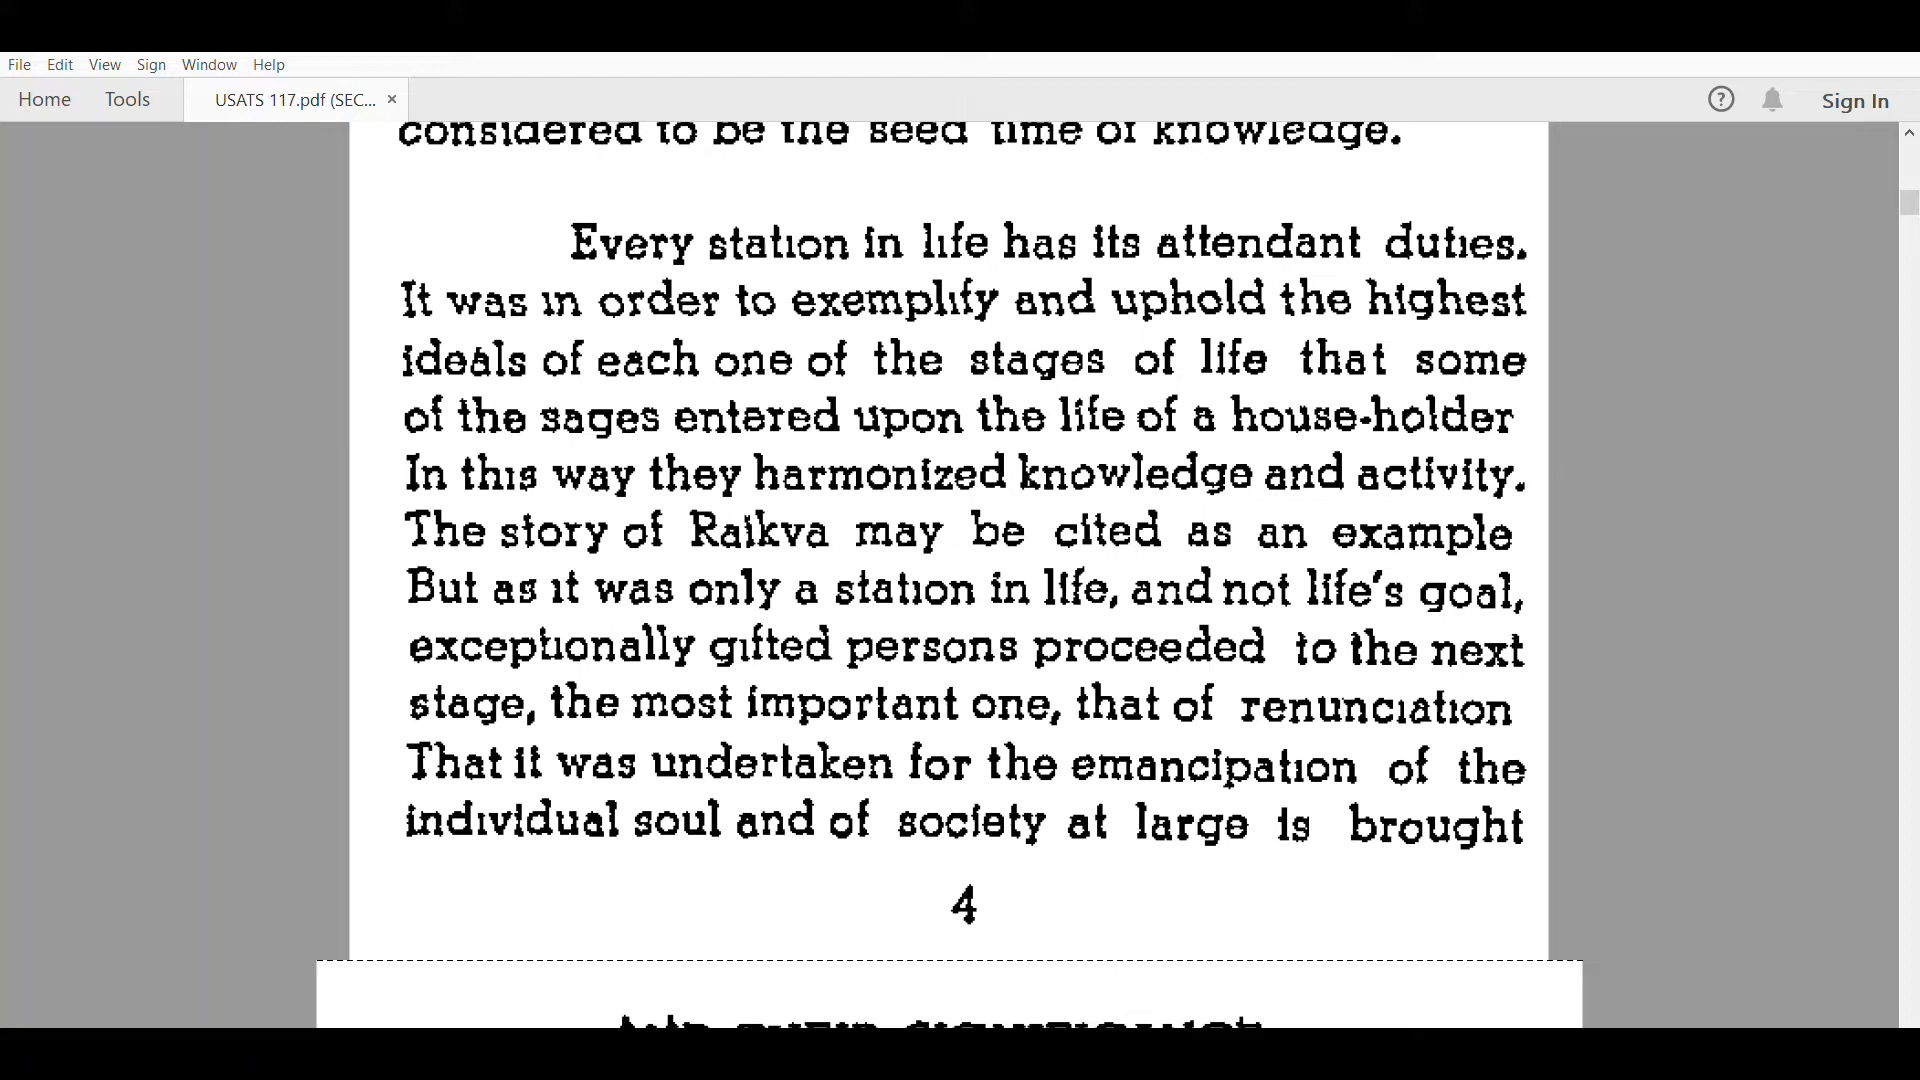 File Edit View Sign Window Help
Home Tools USATS 117.pdf (SEC... × ? Sign In
considered to be the seed time of knowledge.
Every station in life has its attendant duties.
It was in order to exemplify and uphold the highest
ideals of each one of the stages of life that some
of the sages entered upon the life of a house-holder
In this way they harmonized knowledge and activity.
The story of Raikva may be cited as an example
But as it was only a station in life, and not life's goal,
exceptionally gifted persons proceeded to the next
stage, the most important one, that of renunciation
That it was undertaken for the emancipation of the
individual soul and of society at large is brought
4
AND THEIR SIGNIFICANCE